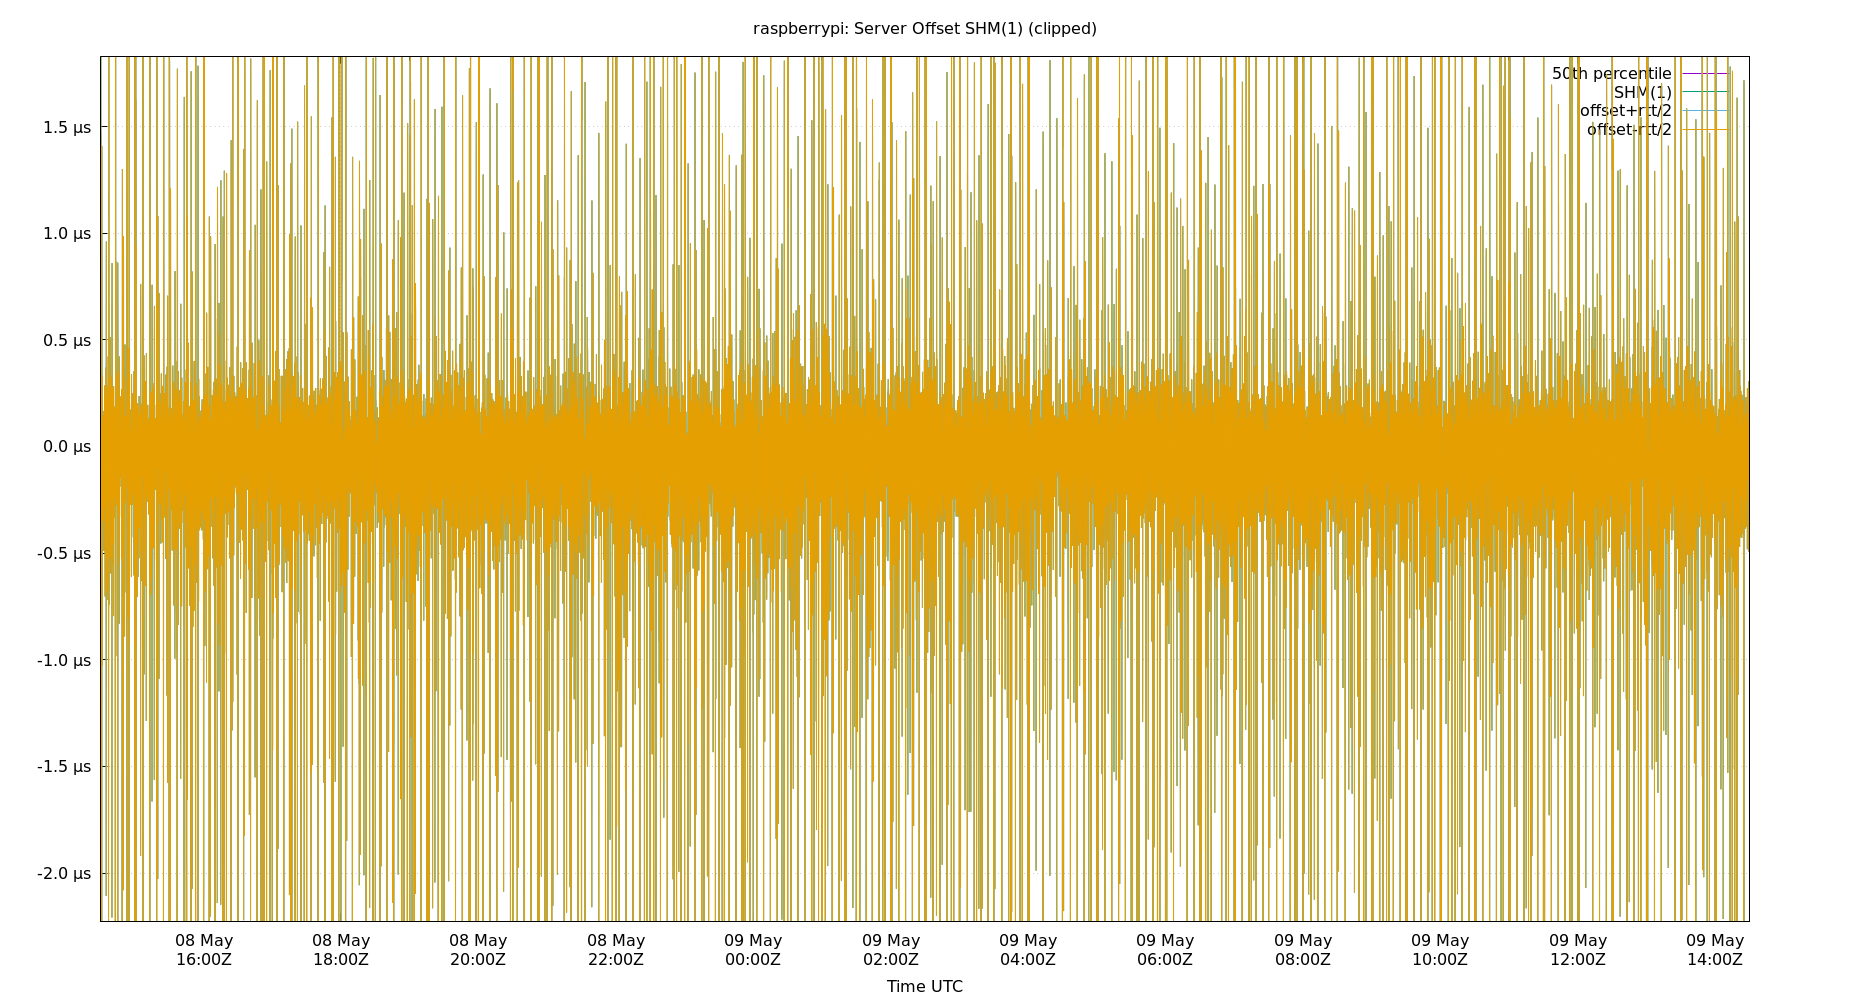 raspberrypi: Server Offset SHM(1) (clipped)
50th percentile
SHM(1)
offset+rtt/2
offset-rtt/2
1.5 µs
1.0 µs
0.5 µs
0.0 µs
-0.5 µs
-1.0 µs
-1.5 µs
-2.0 µs
08 May 08 May 08 May 08 May 09 May 09 May 09 May 09 May 09 May 09 May 09 May 09 May
16:00Z 18:00Z 20:00Z 22:00Z 00:00Z 02:00Z 04:00Z 06:00Z 08:00Z 10:00Z 12:00Z 14:00Z
Time UTC